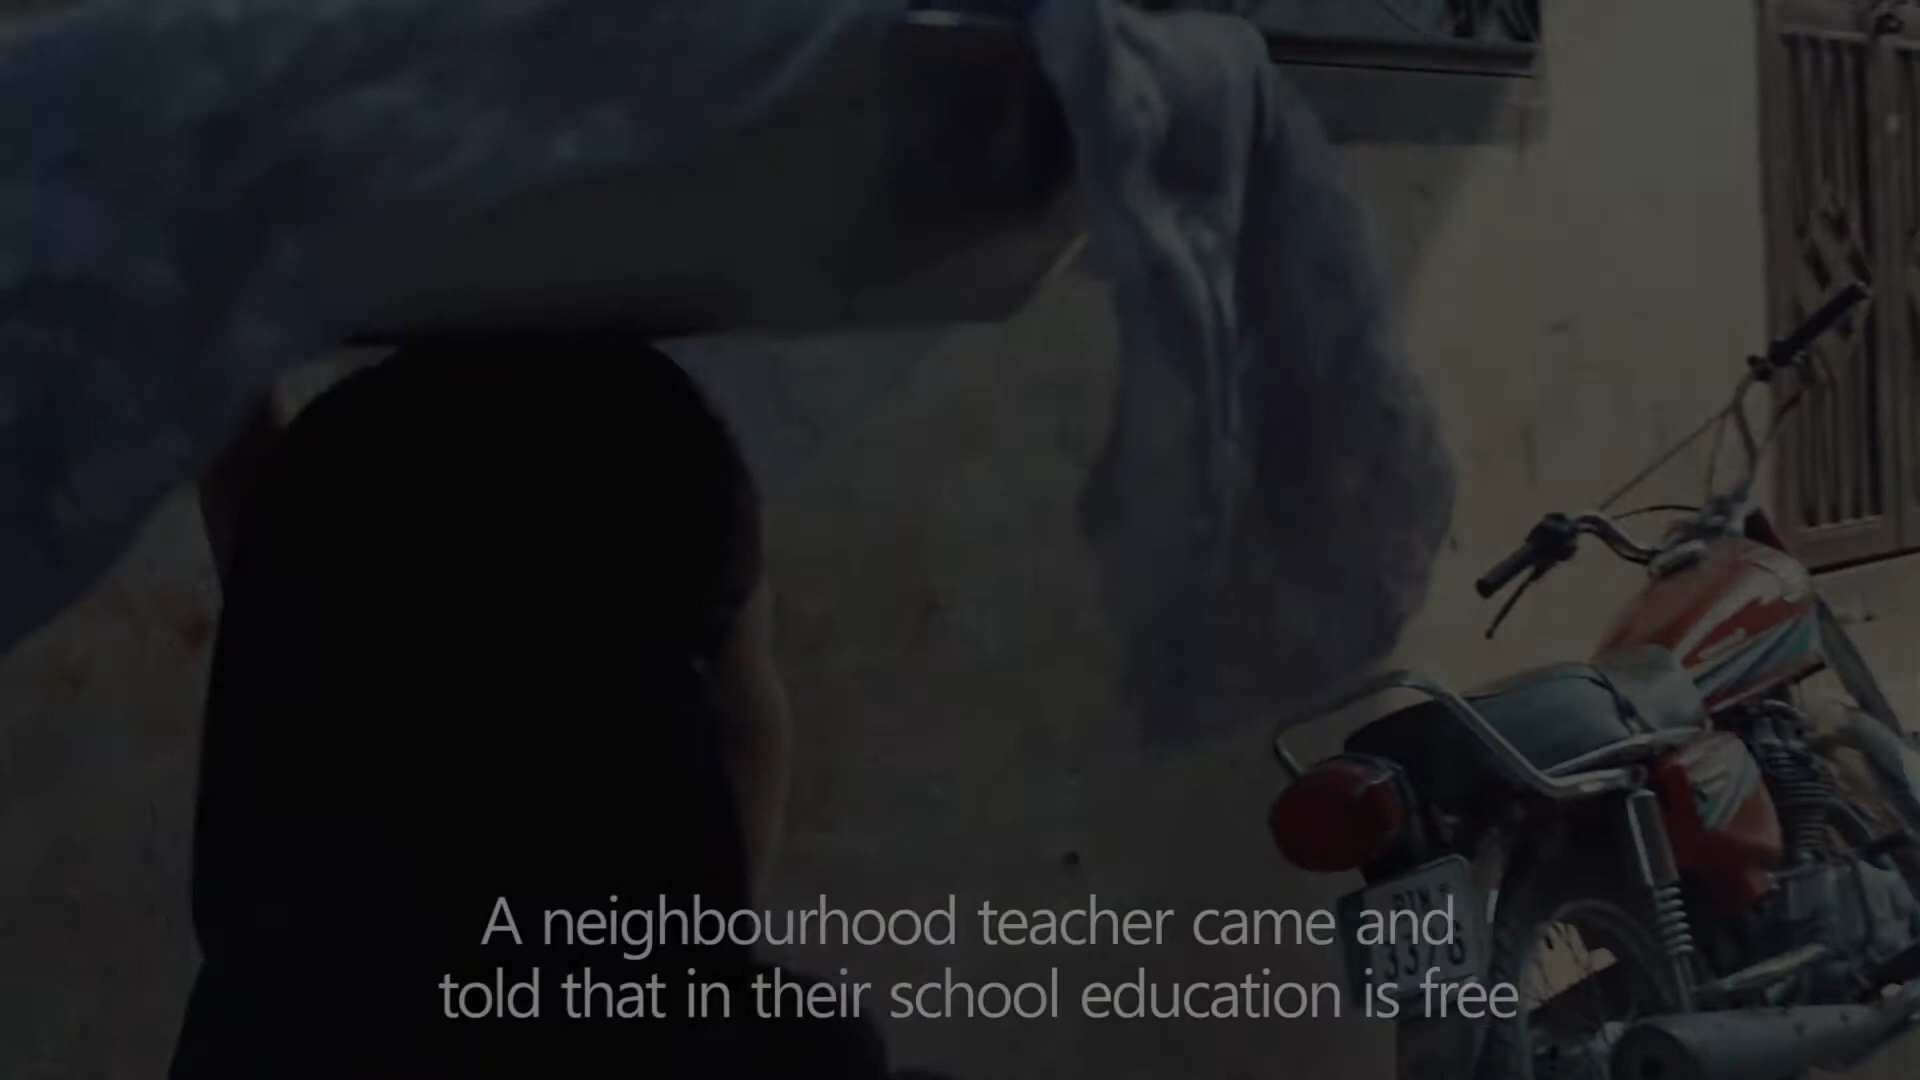 A neighbourhood teacher came and
told that in their school education is free